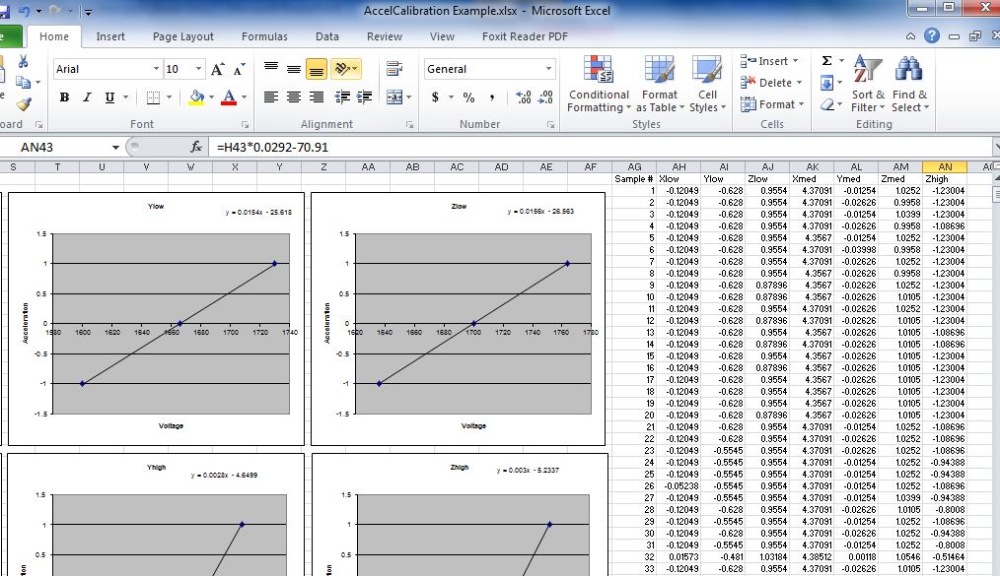 AccelCalibration Example.xlsx - Microsoft Excel
Home Insert Page Layout Formulas Data Review View Foxit Reader PDF
Arial 10 A A General Insert Σ
B I U A $ % , .00 .00 Conditional Formatting Format as Table Cell Styles Delete Format Sort & Filter Find & Select
Font Alignment Number Styles Cells Editing
AN43 fx =H43*0.0292-70.91
S T U V W X Y Z AA AB AC AD AE AF AG AH AI AJ AK AL AM AN
Sample # Xlow Ylow Zlow Xmed Ymed Zmed Zhigh
1 -0.12049 -0.628 0.9554 4.37091 -0.01254 1.0252 -1.23004
2 -0.12049 -0.628 0.9554 4.37091 -0.02626 0.9958 -1.23004
3 -0.12049 -0.628 0.9554 4.37091 -0.01254 1.0399 -1.23004
4 -0.12049 -0.628 0.9554 4.37091 -0.02626 0.9958 -1.08696
5 -0.12049 -0.628 0.9554 4.3567 -0.01254 1.0252 -1.23004
6 -0.12049 -0.628 0.9554 4.37091 -0.03998 0.9958 -1.23004
7 -0.12049 -0.628 0.9554 4.37091 -0.02626 1.0252 -1.23004
8 -0.12049 -0.628 0.9554 4.3567 -0.02626 0.9958 -1.23004
9 -0.12049 -0.628 0.87896 4.3567 -0.02626 1.0252 -1.23004
10 -0.12049 -0.628 0.87896 4.3567 -0.02626 1.0105 -1.23004
11 -0.12049 -0.628 0.9554 4.3567 -0.02626 1.0252 -1.23004
12 -0.12049 -0.628 0.87896 4.37091 -0.02626 1.0105 -1.23004
13 -0.12049 -0.628 0.9554 4.3567 -0.02626 1.0105 -1.08696
14 -0.12049 -0.628 0.87896 4.37091 -0.02626 1.0105 -1.08696
15 -0.12049 -0.628 0.9554 4.3567 -0.02626 1.0252 -1.23004
16 -0.12049 -0.628 0.87896 4.3567 -0.02626 1.0105 -1.23004
17 -0.12049 -0.628 0.9554 4.3567 -0.02626 1.0105 -1.23004
18 -0.12049 -0.628 0.9554 4.3567 -0.02626 1.0105 -1.23004
19 -0.12049 -0.628 0.9554 4.3567 -0.02626 1.0105 -1.23004
20 -0.12049 -0.628 0.87896 4.3567 -0.02626 1.0105 -1.23004
21 -0.12049 -0.628 0.9554 4.37091 -0.01254 1.0252 -1.08696
22 -0.12049 -0.628 0.9554 4.37091 -0.02626 1.0252 -1.08696
23 -0.12049 -0.5545 0.9554 4.37091 -0.02626 1.0252 -1.08696
24 -0.12049 -0.628 0.9554 4.37091 -0.01254 1.0252 -0.94388
25 -0.12049 -0.5545 0.9554 4.37091 -0.01254 1.0252 -0.94388
26 -0.05238 -0.5545 0.9554 4.37091 -0.01254 1.0252 -1.08696
27 -0.12049 -0.5545 0.9554 4.37091 -0.01254 1.0399 -0.94388
28 -0.12049 -0.628 0.9554 4.37091 -0.02626 1.0105 -0.8008
29 -0.12049 -0.5545 0.9554 4.37091 -0.01254 1.0252 -1.08696
30 -0.12049 -0.628 0.9554 4.37091 -0.02626 1.0252 -0.94388
31 -0.12049 -0.5545 0.9554 4.37091 -0.01254 1.0252 -0.8008
32 0.01573 -0.481 1.03184 4.38512 0.00118 1.0546 -0.51464
33 -0.12049 -0.628 0.9554 4.37091 -0.02626 1.0105 -1.23004
Ylow
y = 0.0154x - 25.618
1.5
1
0.5
0
-0.5
-1
-1.5
1580 1600 1620 1640 1660 1680 1700 1720 1740
Acceleration
Voltage
Zlow
y = 0.0156x - 26.563
1.5
1
0.5
0
-0.5
-1
-1.5
1620 1640 1660 1680 1700 1720 1740 1760 1780
Acceleration
Voltage
Yhigh
y = 0.0028x - 4.6499
1.5
1
0.5
Zhigh
y = 0.003x - 5.2337
1.5
1
0.5